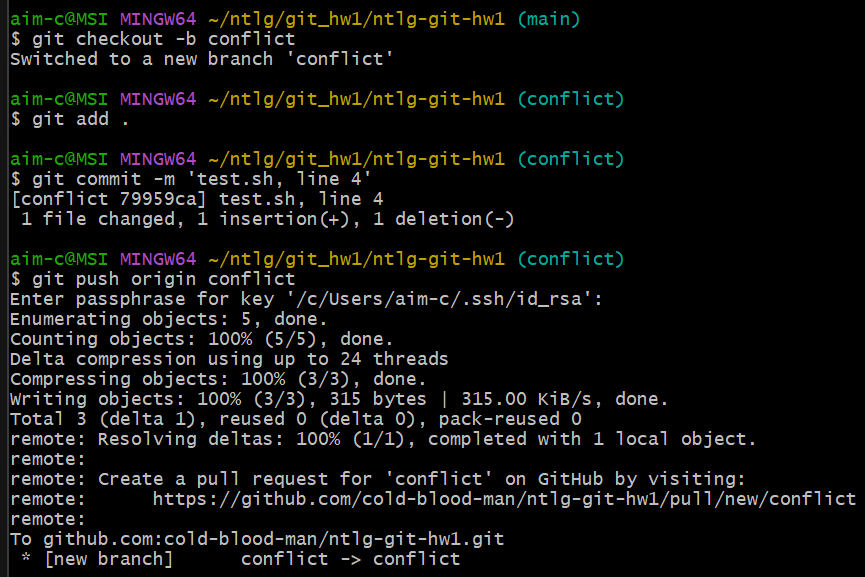 aim-c@MSI MINGW64 ~/ntlg/git_hw1/ntlg-git-hw1 (main)
$ git checkout -b conflict
Switched to a new branch 'conflict'
aim-c@MSI MINGW64 ~/ntlg/git_hw1/ntlg-git-hw1 (conflict)
$ git add .
aim-c@MSI MINGW64 ~/ntlg/git_hw1/ntlg-git-hw1 (conflict)
$ git commit -m 'test.sh, line 4'
[conflict 79959ca] test.sh, line 4
 1 file changed, 1 insertion(+), 1 deletion(-)
aim-c@MSI MINGW64 ~/ntlg/git_hw1/ntlg-git-hw1 (conflict)
$ git push origin conflict
Enter passphrase for key '/c/Users/aim-c/.ssh/id_rsa':
Enumerating objects: 5, done.
Counting objects: 100% (5/5), done.
Delta compression using up to 24 threads
Compressing objects: 100% (3/3), done.
Writing objects: 100% (3/3), 315 bytes | 315.00 KiB/s, done.
Total 3 (delta 1), reused 0 (delta 0), pack-reused 0
remote: Resolving deltas: 100% (1/1), completed with 1 local object.
remote:
remote: Create a pull request for 'conflict' on GitHub by visiting:
remote:      https://github.com/cold-blood-man/ntlg-git-hw1/pull/new/conflict
remote:
To github.com:cold-blood-man/ntlg-git-hw1.git
 * [new branch]      conflict -> conflict